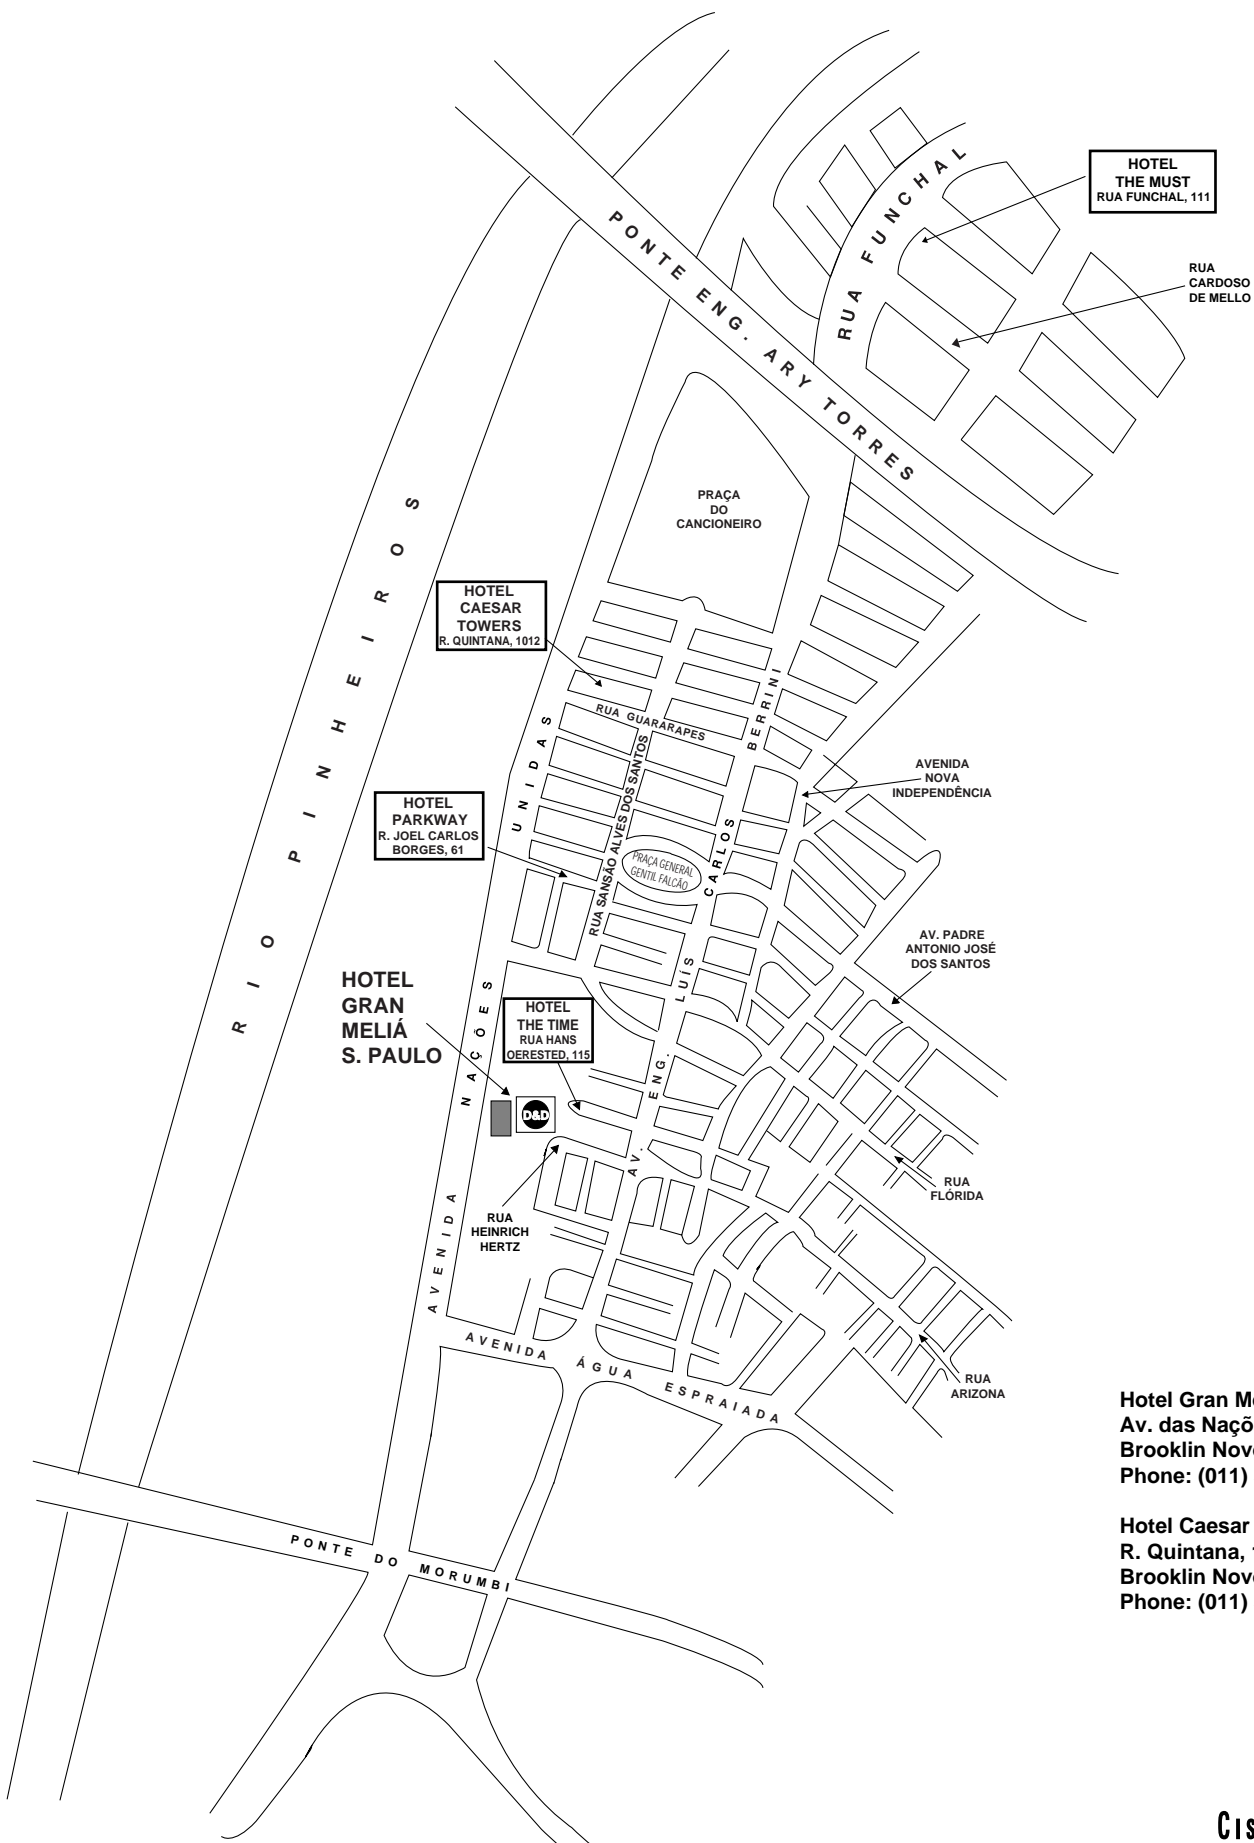 HOTEL
THE MUST
RUA FUNCHAL, 111
RUA FUNCHAL
RUA
CARDOSO
DE MELLO
PONTE ENG. ARY TORRES
PRAÇA
DO
CANCIONEIRO
RIO PINHEIROS
HOTEL
CAESAR
TOWERS
R. QUINTANA, 1012
RUA GUARARAPES
AVENIDA
NOVA
INDEPENDÊNCIA
HOTEL
PARKWAY
R. JOEL CARLOS
BORGES, 61
RUA SANSÃO ALVES DOS SANTOS
PRAÇA GENERAL
GENTIL FALCÃO
AV. ENG. LUÍS CARLOS BERRINI
AV. PADRE
ANTONIO JOSÉ
DOS SANTOS
HOTEL
GRAN
MELIÁ
S. PAULO
HOTEL
THE TIME
RUA HANS
OERESTED, 115
D&D
AVENIDA NAÇÕES UNIDAS
RUA
HEINRICH
HERTZ
RUA
FLÓRIDA
RUA
ARIZONA
AVENIDA ÁGUA ESPRAIADA
PONTE DO MORUMBI
Hotel Gran
Av. das
Brooklin
Phone: (011)
Hotel Caesar
R. Quintana,
Brooklin
Phone: (011)